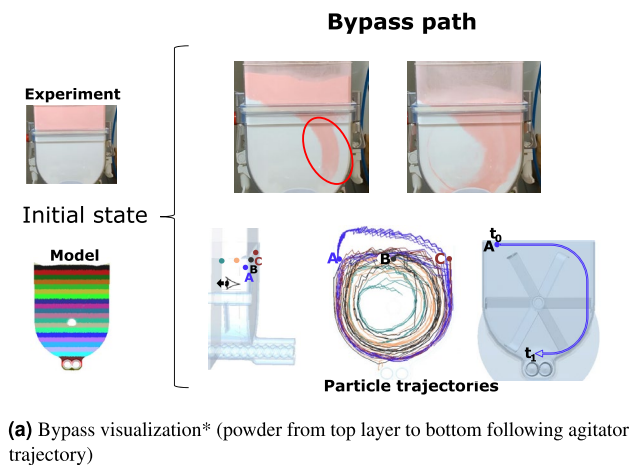 Bypass path
Experiment
Initial state
Model
A
B
C
A
B
C
t0
A
t1
Particle trajectories
(a) Bypass visualization* (powder from top layer to bottom following agitator
trajectory)